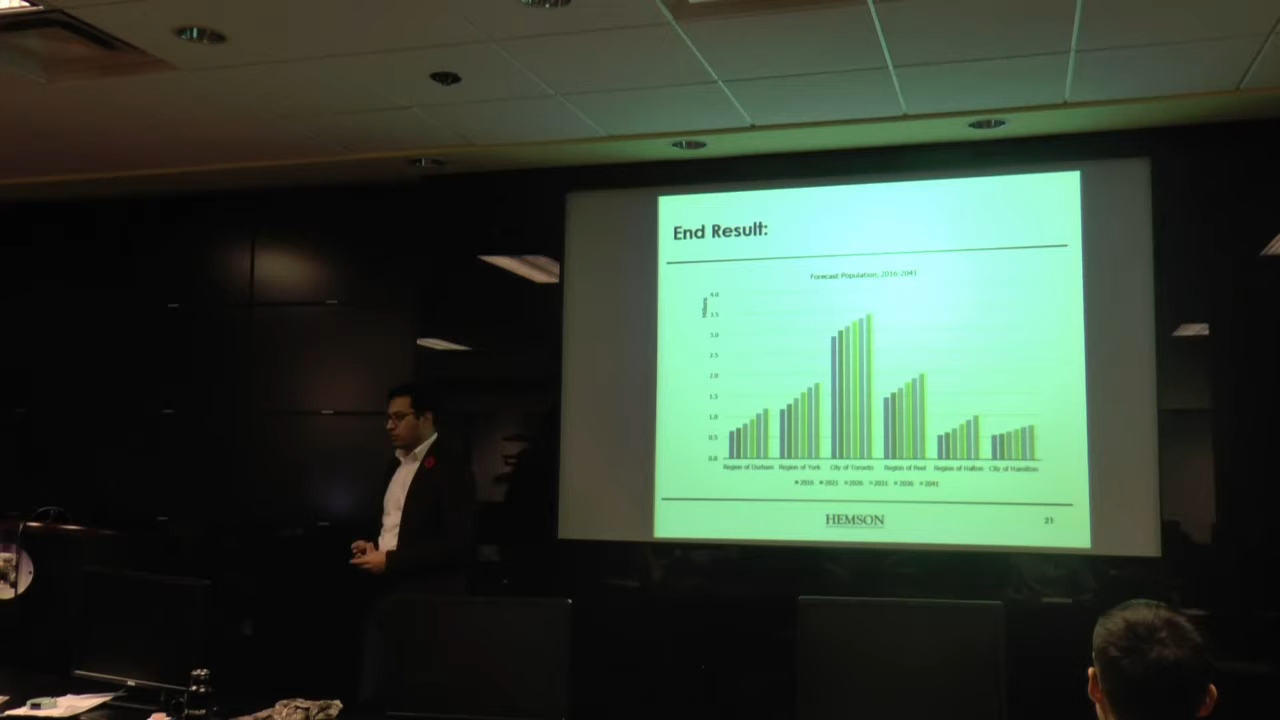 End Result:
Forecast Population, 2016-2041
Millions
4.0
3.5
3.0
2.5
2.0
1.5
1.0
0.5
0.0
Region of Durham Region of York City of Toronto Region of Peel Region of Halton City of Hamilton
2016 2021 2026 2031 2036 2041
HEMSON
21